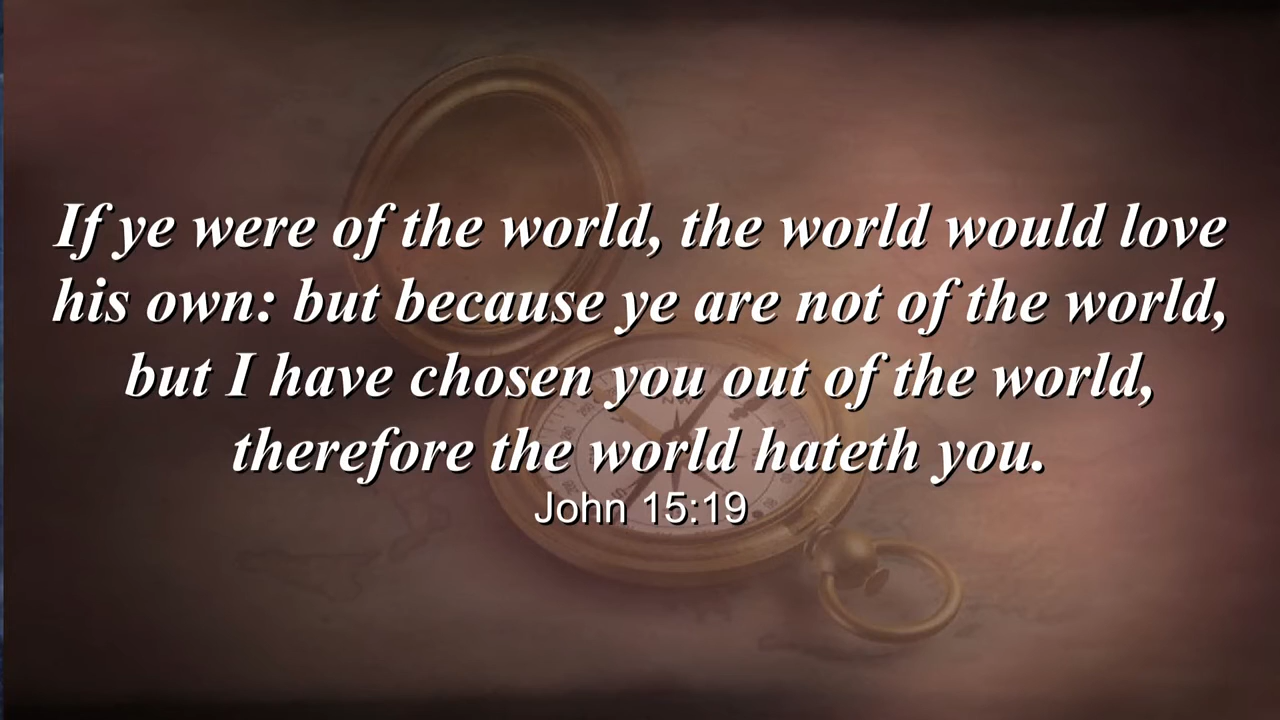 If ye were of the world, the world would love
his own: but because ye are not of the world,
but I have chosen you out of the world,
therefore the world hateth you.
John 15:19